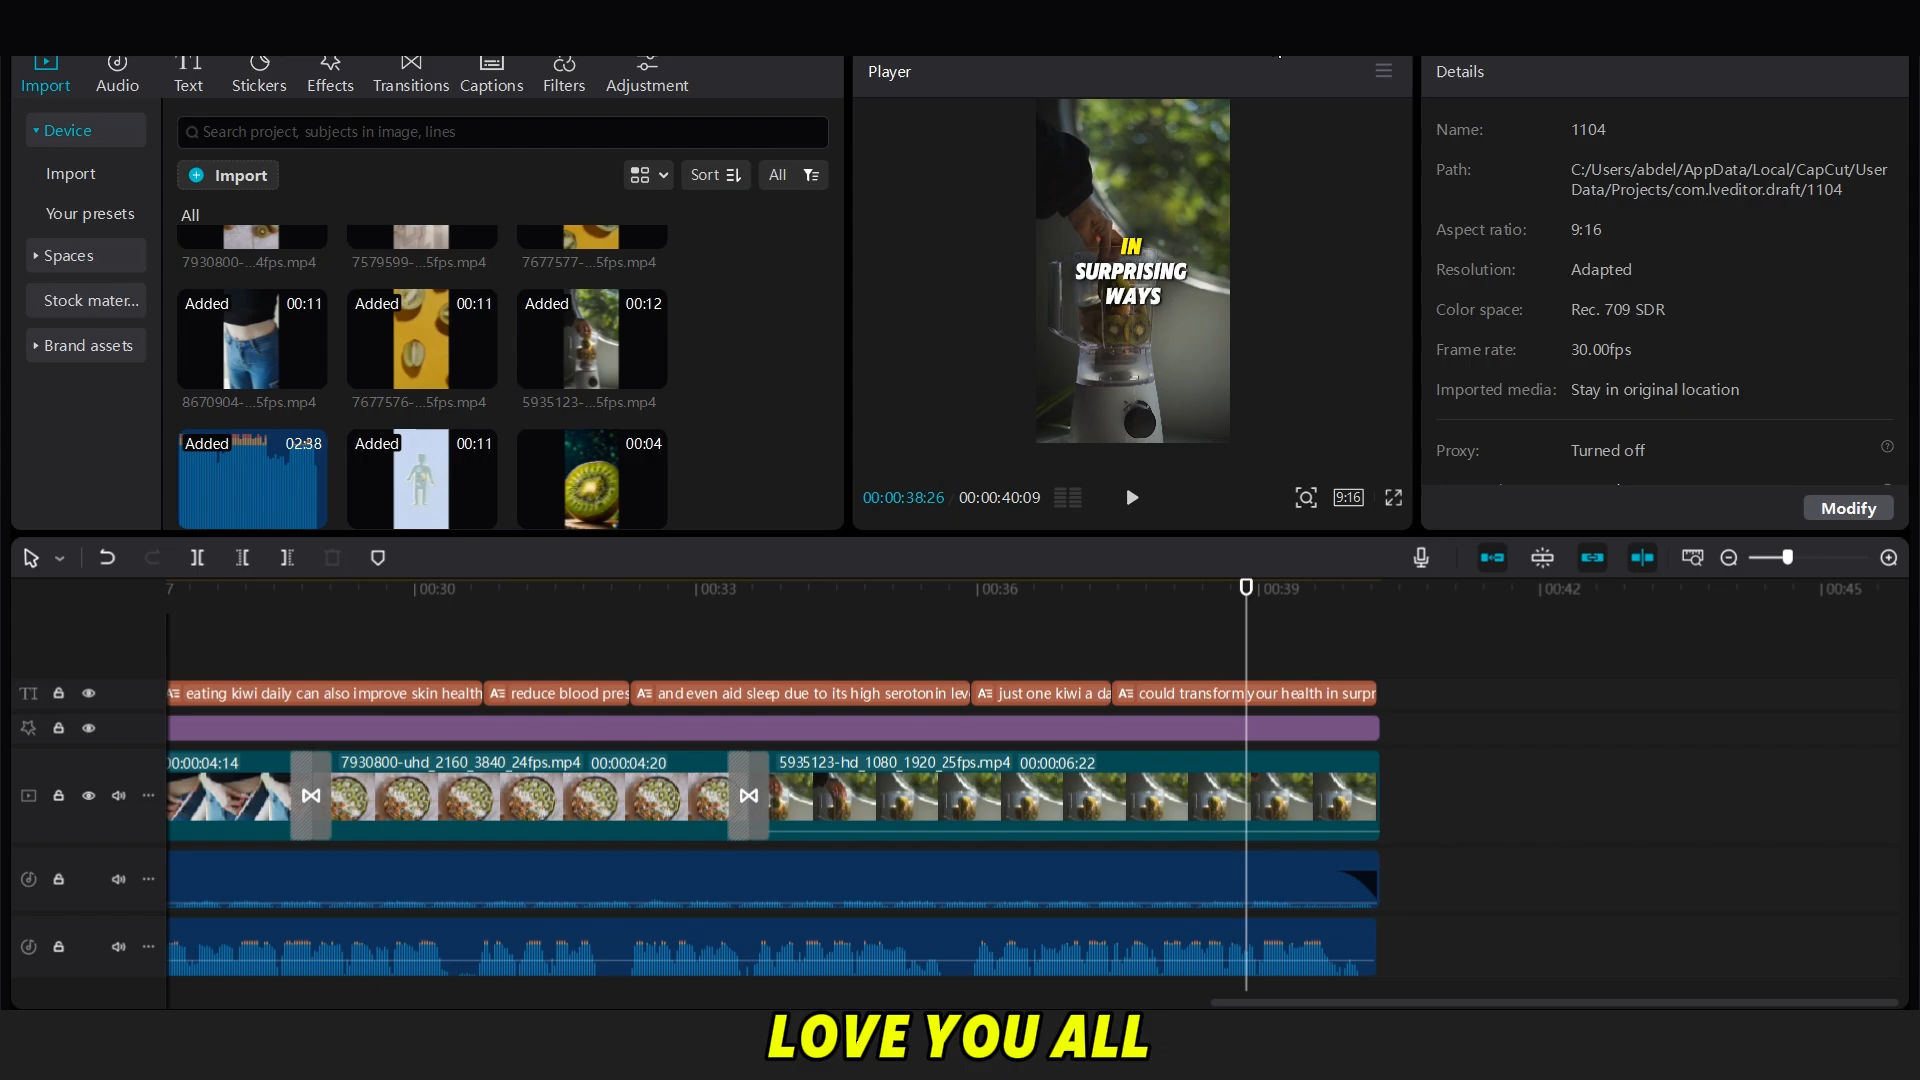 Import Audio Text Stickers Effects Transitions Captions Filters Adjustment
Device
Import
Your presets
Spaces
Stock mater...
Brand assets
Search project, subjects in image, lines
Import
Sort
All
All
7930800-...4fps.mp4
7579599-...5fps.mp4
7677577-...5fps.mp4
Added 00:11
Added 00:11
Added 00:12
8670904-...5fps.mp4
7677576-...5fps.mp4
5935123-...5fps.mp4
Added 02:38
Added 00:11
00:04
Player
IN
SURPRISING
WAYS
00:00:38:26 / 00:00:40:09
9:16
Details
Name: 1104
Path: C:/Users/abdel/AppData/Local/CapCut/User
Data/Projects/com.lveditor.draft/1104
Aspect ratio: 9:16
Resolution: Adapted
Color space: Rec. 709 SDR
Frame rate: 30.00fps
Imported media: Stay in original location
Proxy: Turned off
Modify
7 00:30 00:33 00:36 00:39 00:42 00:45
eating kiwi daily can also improve skin health
reduce blood pres
and even aid sleep due to its high serotonin lev
just one kiwi a da
could transform your health in surpr
00:00:04:14
7930800-uhd_2160_3840_24fps.mp4 00:00:04:20
5935123-hd_1080_1920_25fps.mp4 00:00:06:22
LOVE YOU ALL